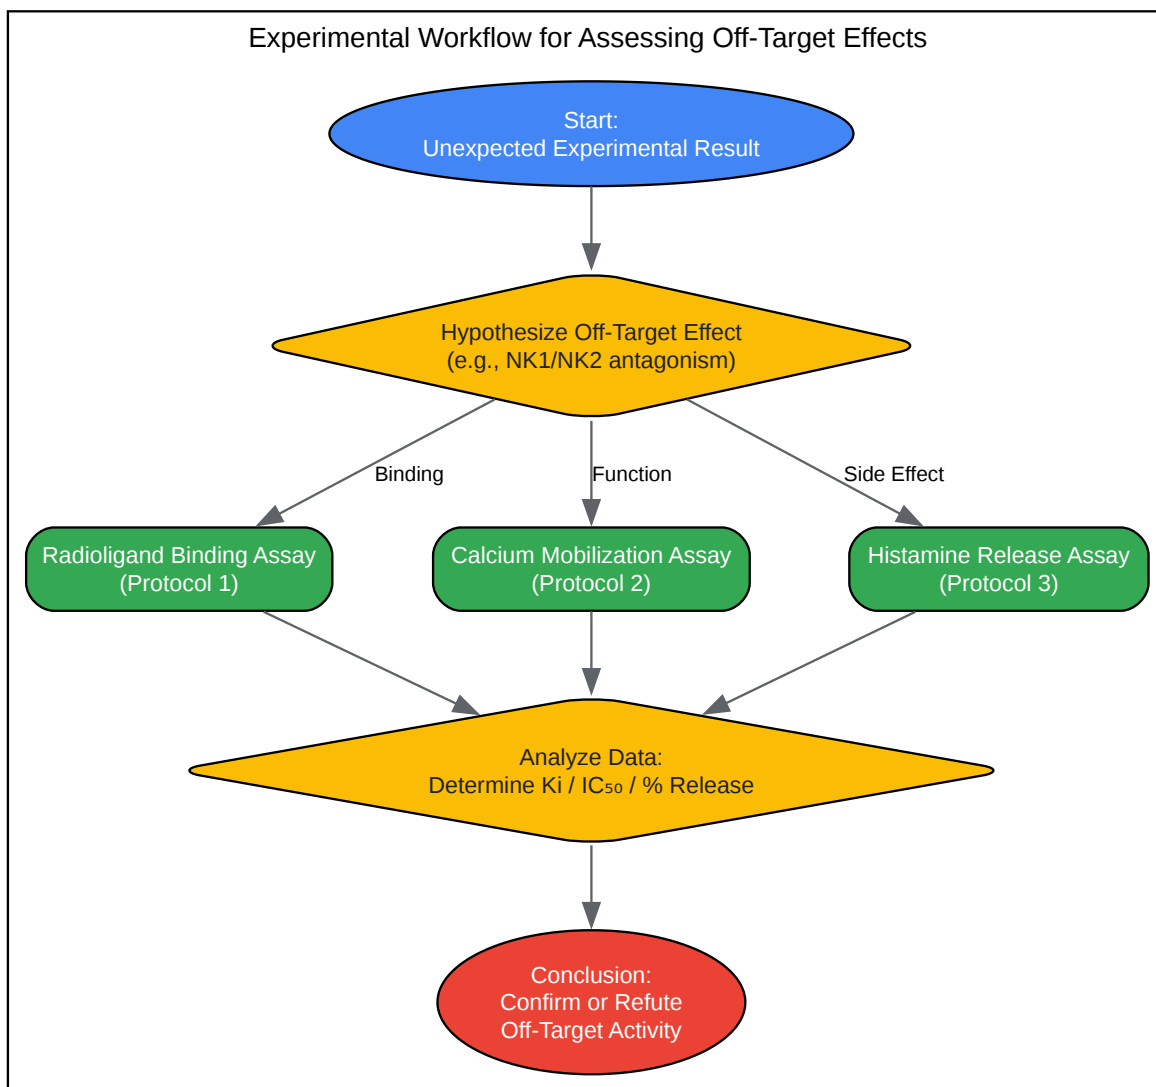 Experimental Workflow for Assessing Off-Target Effects
Start:
Unexpected Experimental Result
Hypothesize Off-Target Effect
(e.g., NK1/NK2 antagonism)
Binding
Function
Side Effect
Radioligand Binding Assay
(Protocol 1)
Calcium Mobilization Assay
(Protocol 2)
Histamine Release Assay
(Protocol 3)
Analyze Data:
Determine Ki / IC₅₀ / % Release
Conclusion:
Confirm or Refute
Off-Target Activity